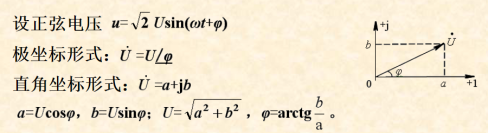 设正弦电压 u=√2 Usin(ωt+φ)
极坐标形式：U̇ =U/φ
直角坐标形式：U̇ =a+jb
a=Ucosφ，b=Usinφ；U=√(a²+b²)，φ=arctg b/a 。
+j
b
U̇
φ
0
a
+1